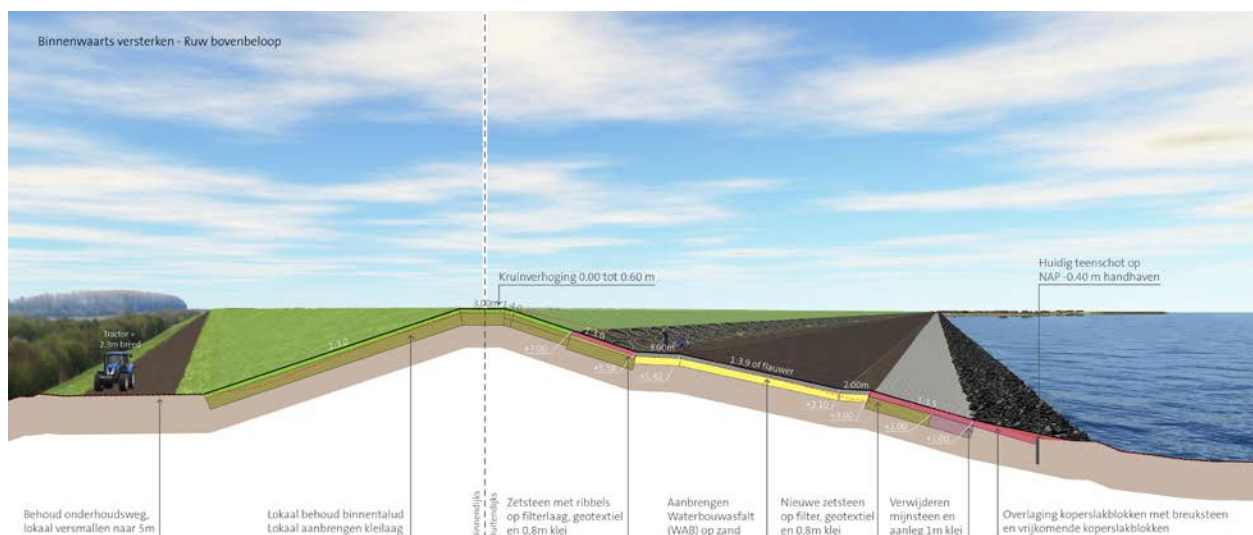 Binnenwaarts versterken - Ruw bovenbeloop
Huidig teenschot op
NAP -0.40 m handhaven
Kruinverhoging 0.00 tot 0.60 m
3.00m
Tractor =
2.3m breed
1:3.0
3.00m
+7.00
1:3.9 of flauwer
+5.42
2.00m
+3.10
+3.00
+2.00
+1.00
binnendijks
buitendijks
Behoud onderhoudsweg,
lokaal versmallen naar 5m
Lokaal behoud binnentalud
Lokaal aanbrengen kleilaag
Zetsteen met ribbels
op filterlaag, geotextiel
en 0.8m klei
Aanbrengen
Waterbouwasfalt
(WAB) op zand
Nieuwe zetsteen
op filter, geotextiel
en 0.8m klei
Verwijderen
mijnsteen en
aanleg 1m klei
Overlaging koperslakblokken met breuksteen
en vrijkomende koperslakblokken